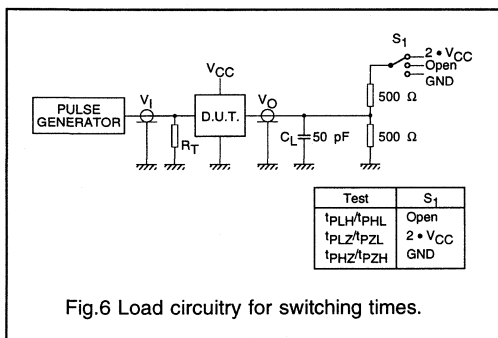 S1
2 • VCC
Open
GND
VCC
500 Ω
PULSE
GENERATOR
VI
D.U.T.
VO
RT
CL
50 pF
500 Ω
Test S1
tPLH/tPHL Open
tPLZ/tPZL 2 • VCC
tPHZ/tPZH GND
Fig.6 Load circuitry for switching times.